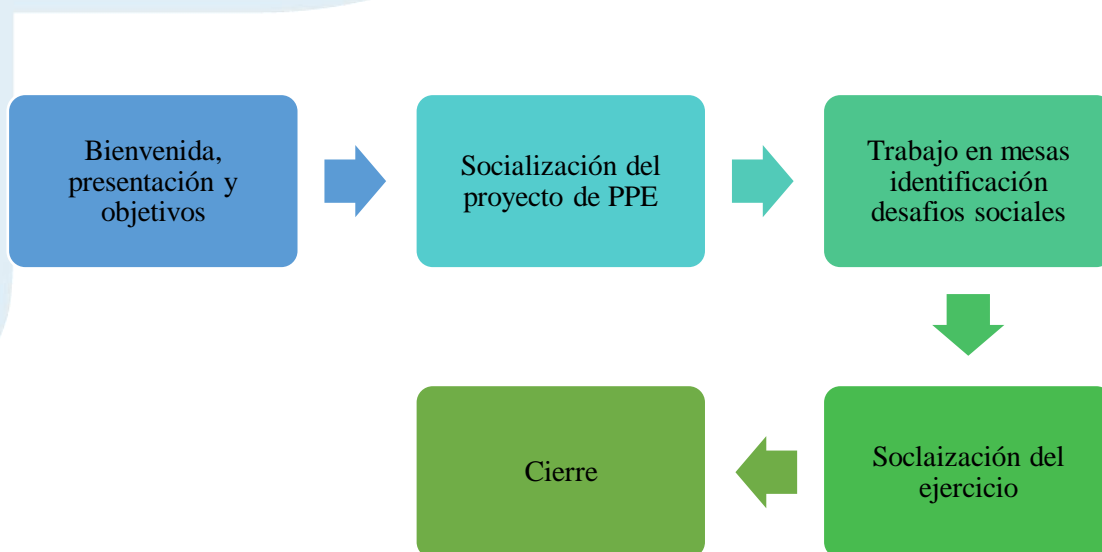 Bienvenida,
presentación y
objetivos
Socialización del
proyecto de PPE
Trabajo en mesas
identificación
desafios sociales
Soclaización del
ejercicio
Cierre